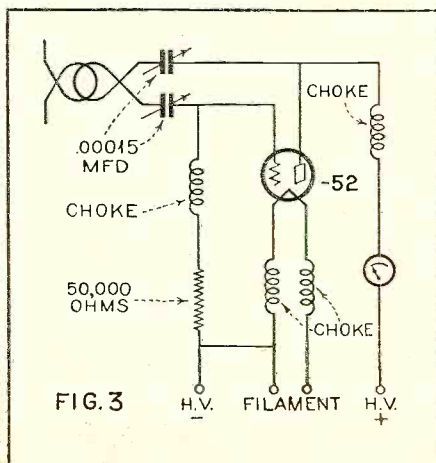 CHOKE
.00015
MFD
-52
CHOKE
50,000
OHMS
CHOKE
FIG. 3
H.V.
-
FILAMENT
H.V.
+